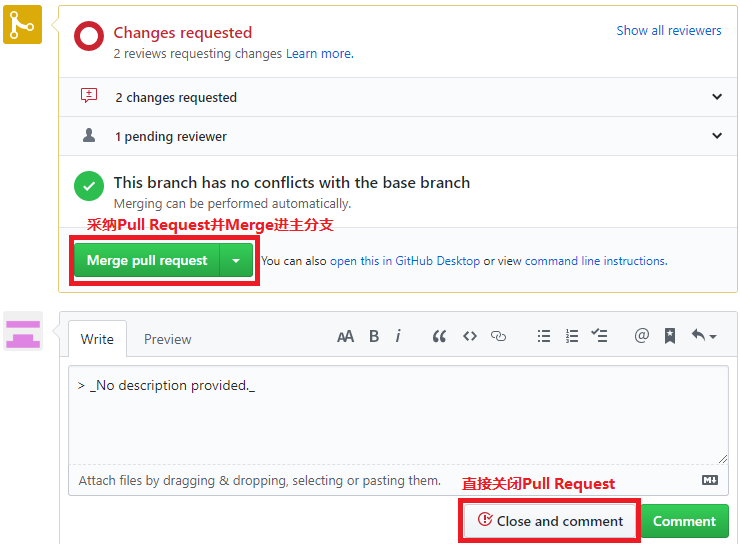 Changes requested
Show all reviewers
2 reviews requesting changes Learn more.
2 changes requested
1 pending reviewer
This branch has no conflicts with the base branch
Merging can be performed automatically.
采纳Pull Request并Merge进主分支
Merge pull request
You can also open this in GitHub Desktop or view command line instructions.
Write
Preview
AA B i
@
> _No description provided._
Attach files by dragging & dropping, selecting or pasting them.
M↓
直接关闭Pull Request
Close and comment
Comment